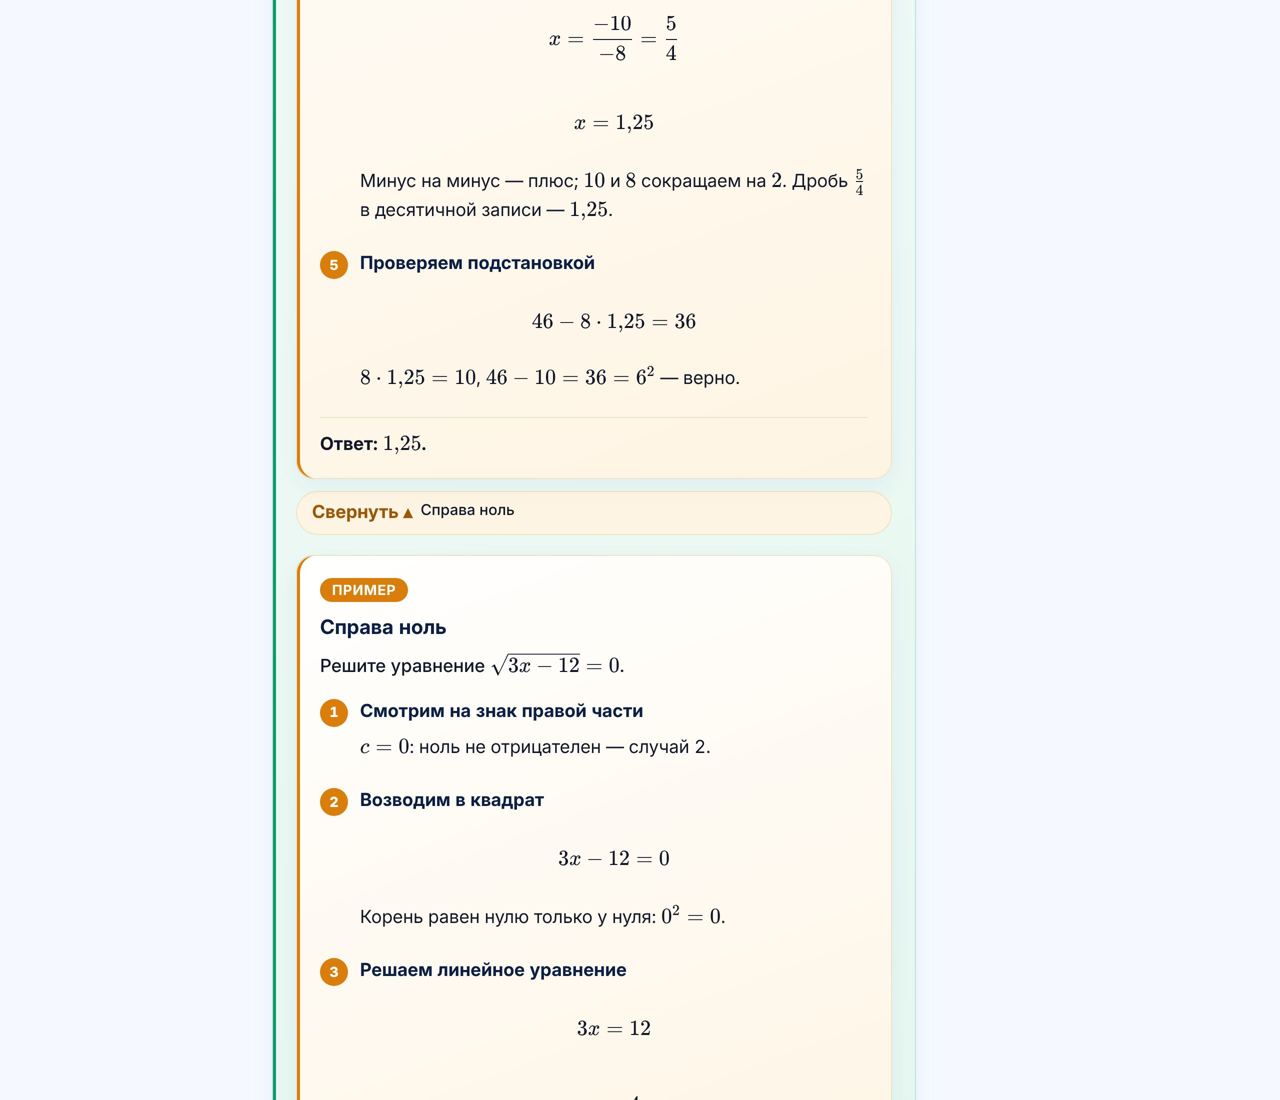 x = −10/−8 = 5/4
x = 1,25
Минус на минус — плюс; 10 и 8 сокращаем на 2. Дробь 5/4
в десятичной записи — 1,25.
5 Проверяем подстановкой
46 − 8 · 1,25 = 36
8 · 1,25 = 10, 46 − 10 = 36 = 6² — верно.
Ответ: 1,25.
Свернуть ▲ Справа ноль
ПРИМЕР
Справа ноль
Решите уравнение √(3x − 12) = 0.
1 Смотрим на знак правой части
c = 0: ноль не отрицателен — случай 2.
2 Возводим в квадрат
3x − 12 = 0
Корень равен нулю только у нуля: 0² = 0.
3 Решаем линейное уравнение
3x = 12